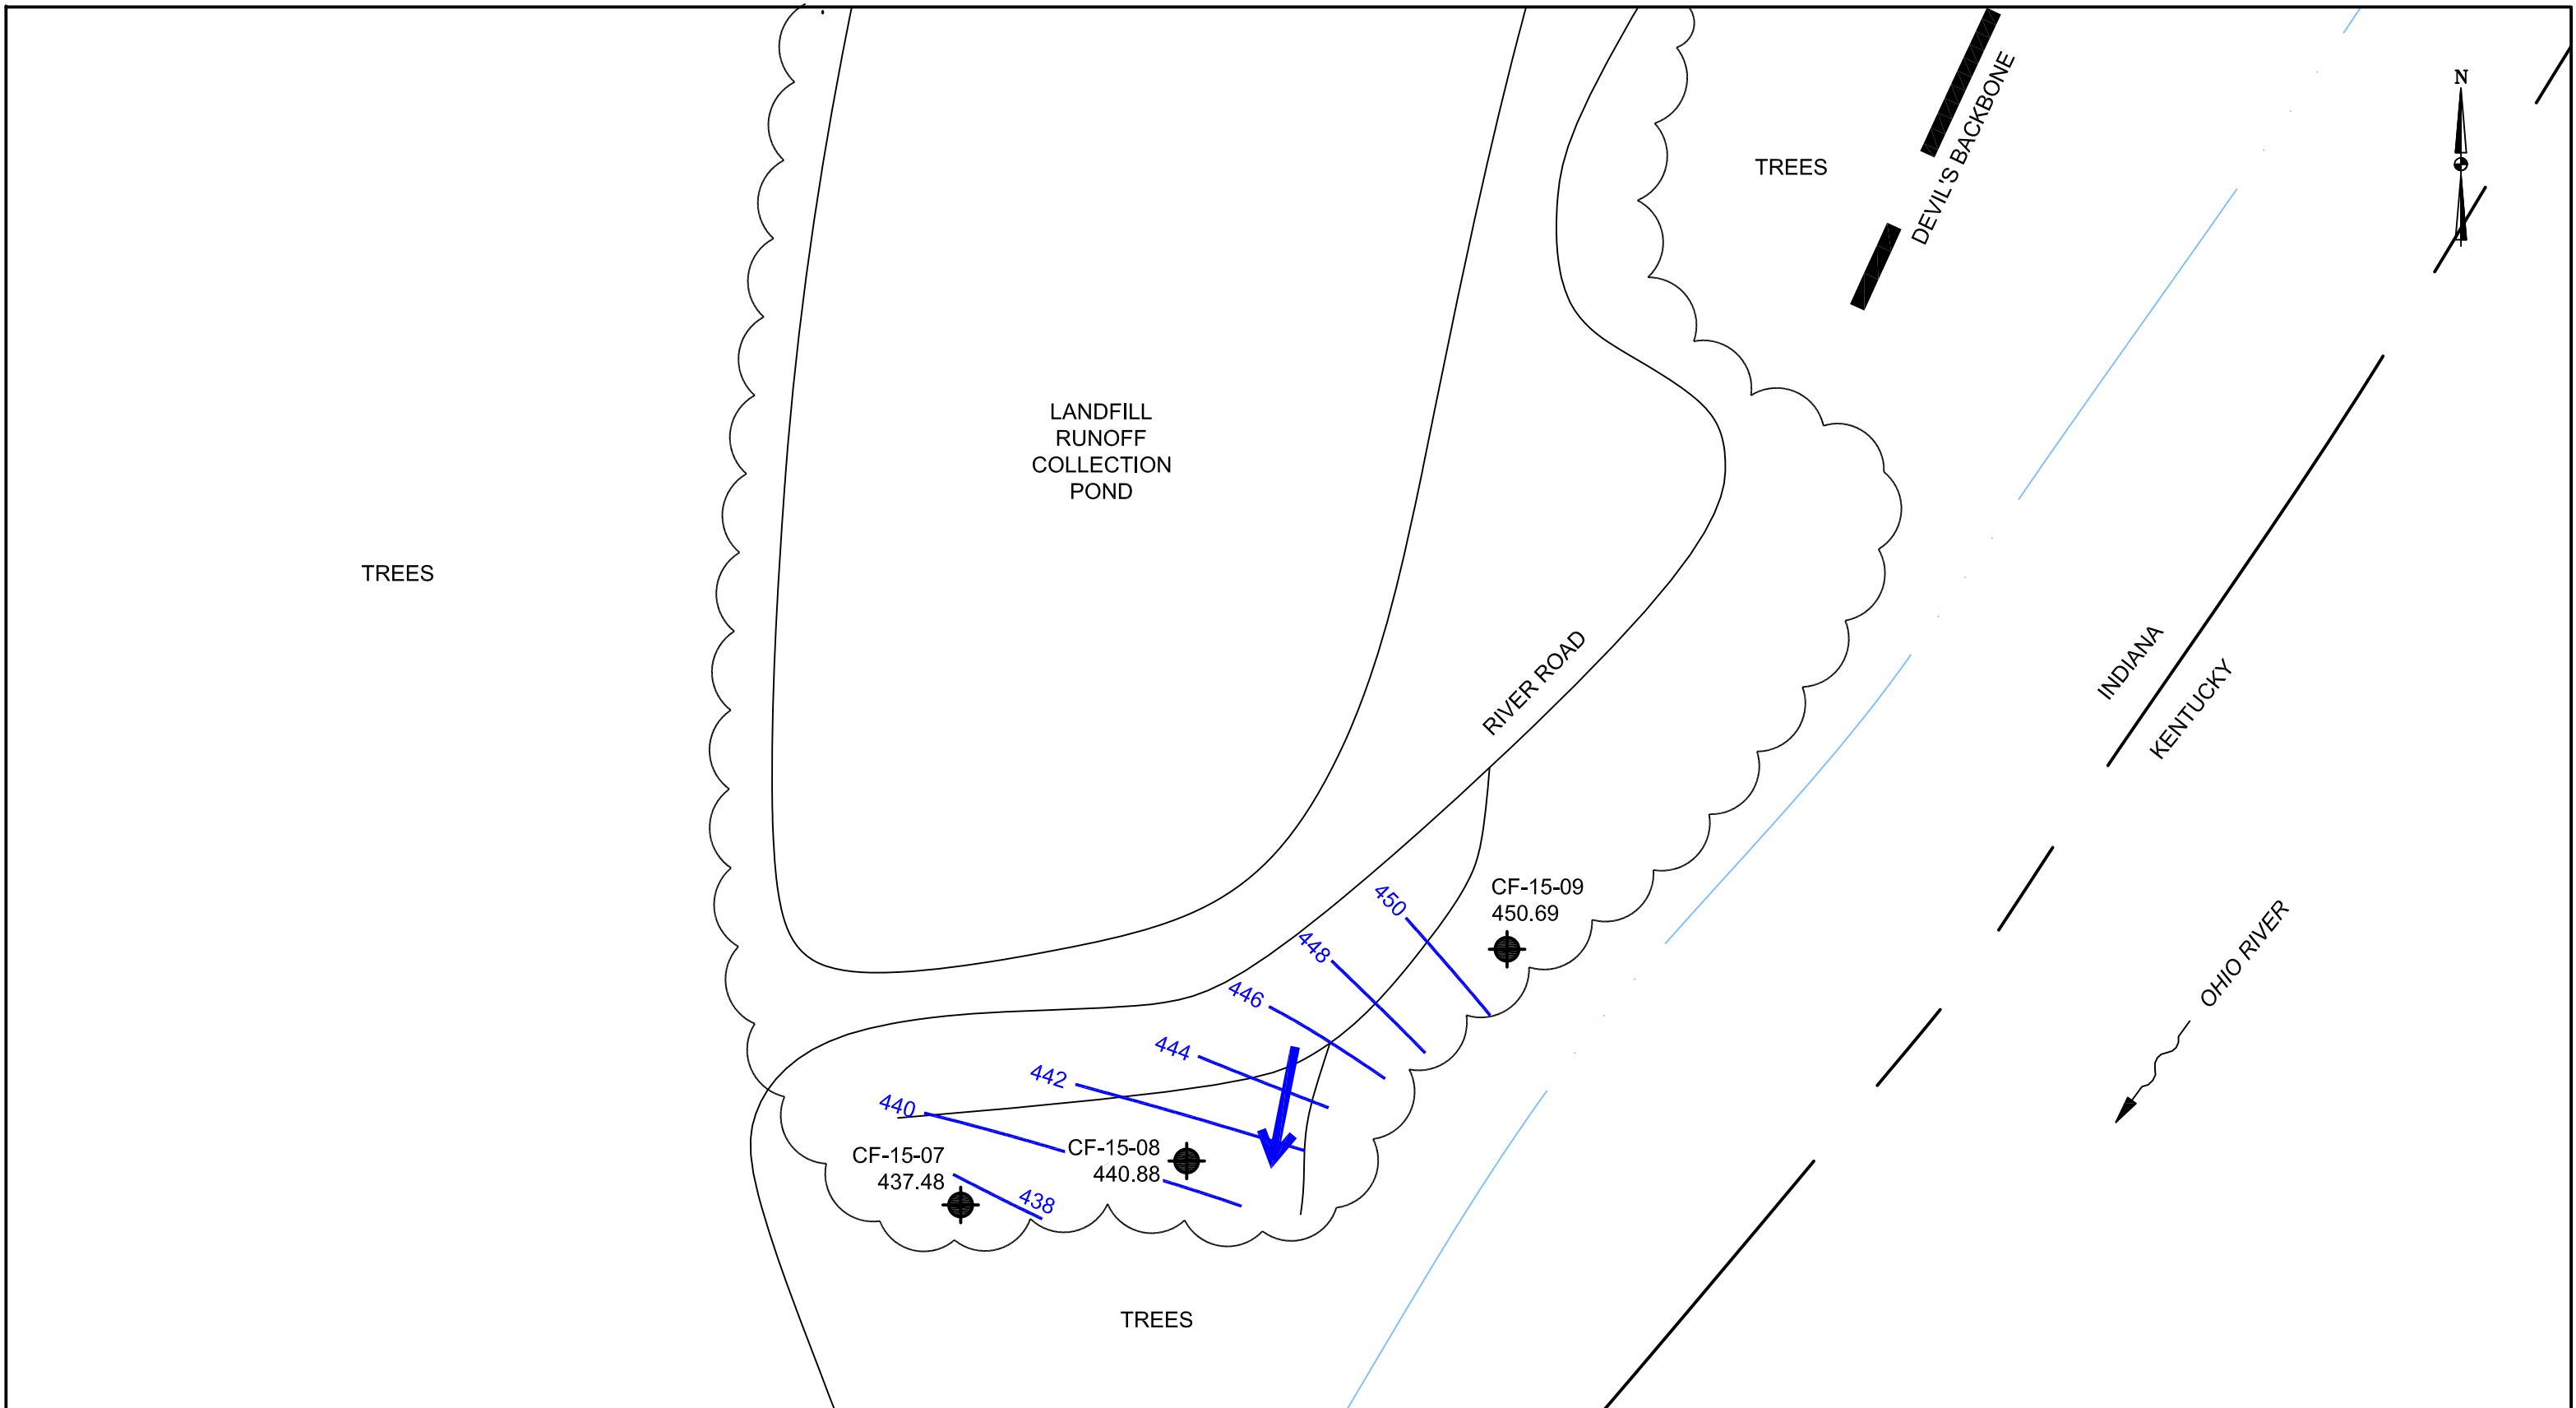 N
DEVIL'S BACKBONE
TREES
LANDFILL
RUNOFF
COLLECTION
POND
TREES
RIVER ROAD
INDIANA
KENTUCKY
CF-15-09
450.69
450
448
446
444
442
440
OHIO RIVER
CF-15-07
437.48
CF-15-08
440.88
438
TREES